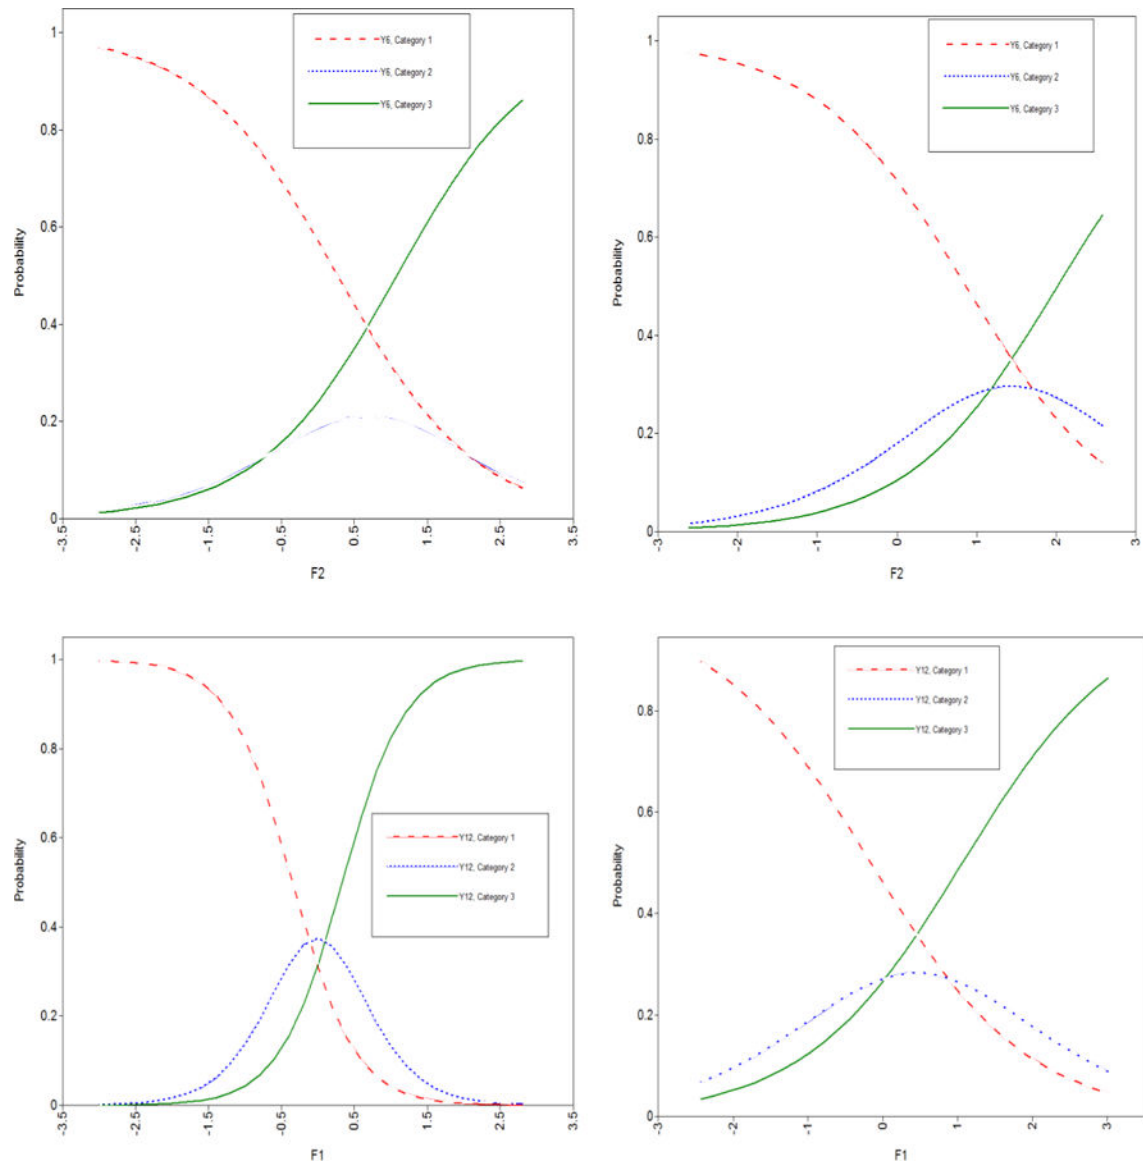 1
0.8
0.6
0.4
0.2
0
Probability
-3.5
-2.5
-1.5
-0.5
0.5
1.5
2.5
3.5
F2
Y6, Category 1
Y6, Category 2
Y6, Category 3
1
0.8
0.6
0.4
0.2
0
Probability
-3
-2
-1
0
1
2
3
F2
Y6, Category 1
Y6, Category 2
Y6, Category 3
1
0.8
0.6
0.4
0.2
0
Probability
-3.5
-2.5
-1.5
-0.5
0.5
1.5
2.5
3.5
F1
Y12, Category 1
Y12, Category 2
Y12, Category 3
0.8
0.6
0.4
0.2
0
Probability
-3
-2
-1
0
1
2
3
F1
Y12, Category 1
Y12, Category 2
Y12, Category 3